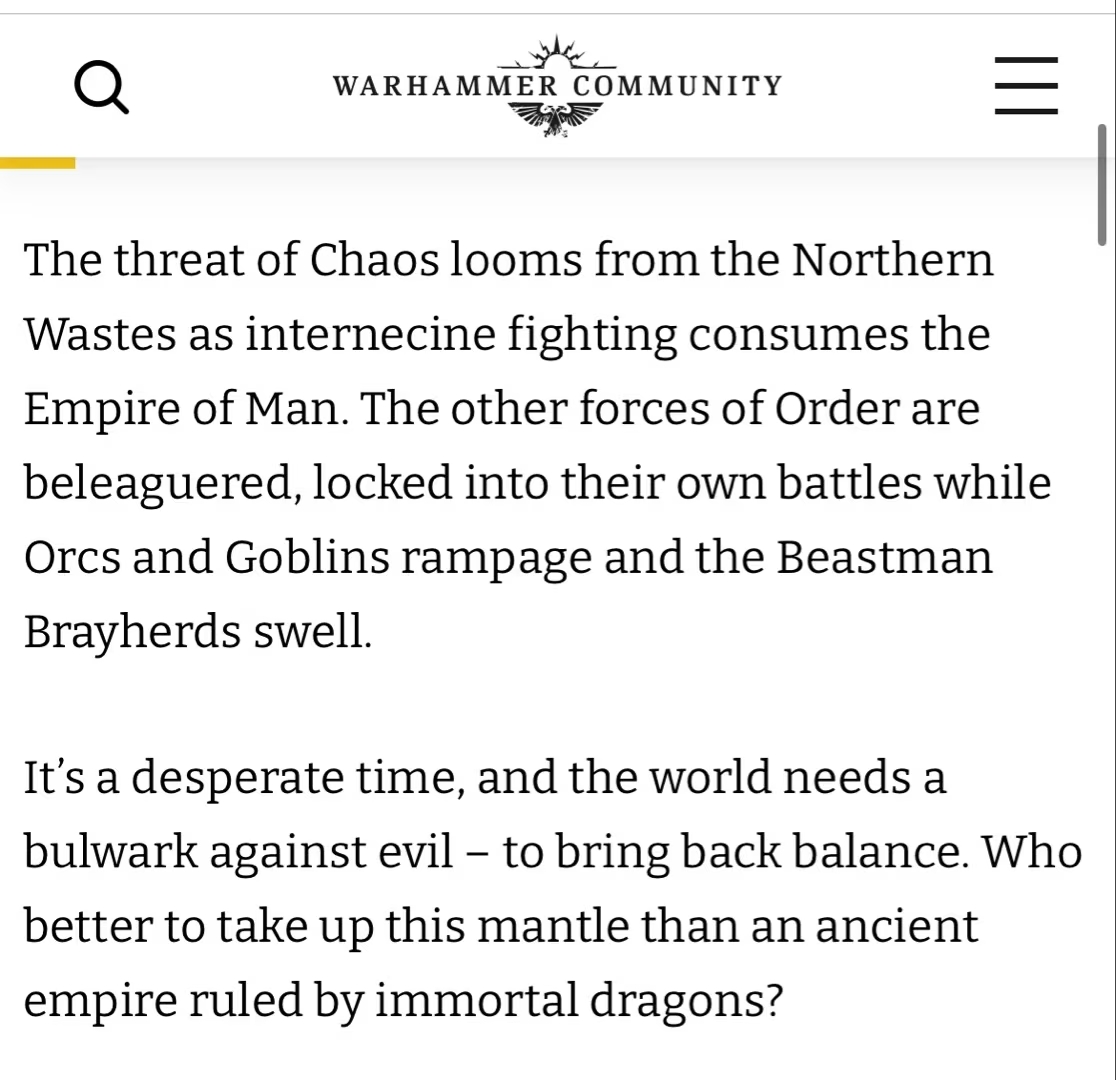 WARHAMMER COMMUNITY
The threat of Chaos looms from the Northern
Wastes as internecine fighting consumes the
Empire of Man. The other forces of Order are
beleaguered, locked into their own battles while
Orcs and Goblins rampage and the Beastman
Brayherds swell.
It’s a desperate time, and the world needs a
bulwark against evil – to bring back balance. Who
better to take up this mantle than an ancient
empire ruled by immortal dragons?